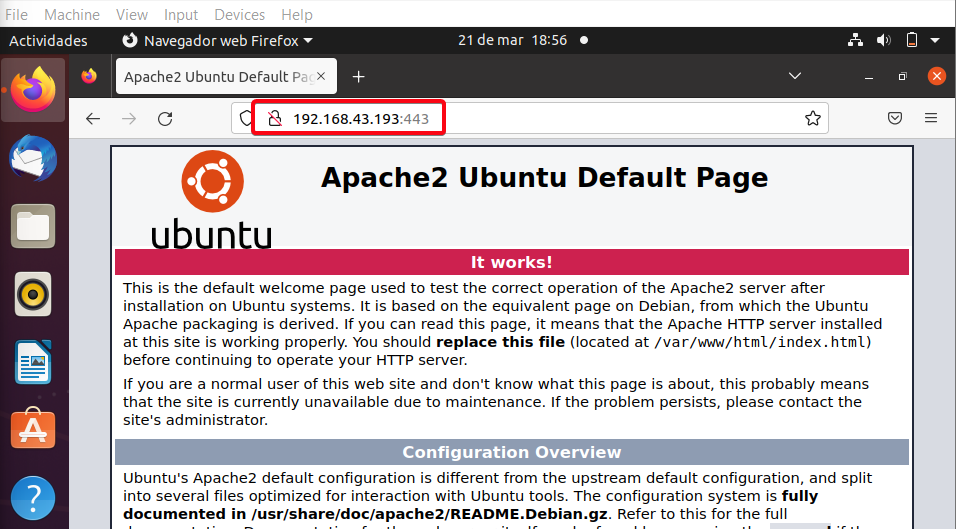 File Machine View Input Devices Help
Actividades Navegador web Firefox 21 de mar 18:56
Apache2 Ubuntu Default Pag
192.168.43.193:443
Apache2 Ubuntu Default Page
ubuntu
It works!
This is the default welcome page used to test the correct operation of the Apache2 server after
installation on Ubuntu systems. It is based on the equivalent page on Debian, from which the Ubuntu
Apache packaging is derived. If you can read this page, it means that the Apache HTTP server installed
at this site is working properly. You should replace this file (located at /var/www/html/index.html)
before continuing to operate your HTTP server.
If you are a normal user of this web site and don't know what this page is about, this probably means
that the site is currently unavailable due to maintenance. If the problem persists, please contact the
site's administrator.
Configuration Overview
Ubuntu's Apache2 default configuration is different from the upstream default configuration, and split
into several files optimized for interaction with Ubuntu tools. The configuration system is fully
documented in /usr/share/doc/apache2/README.Debian.gz. Refer to this for the full